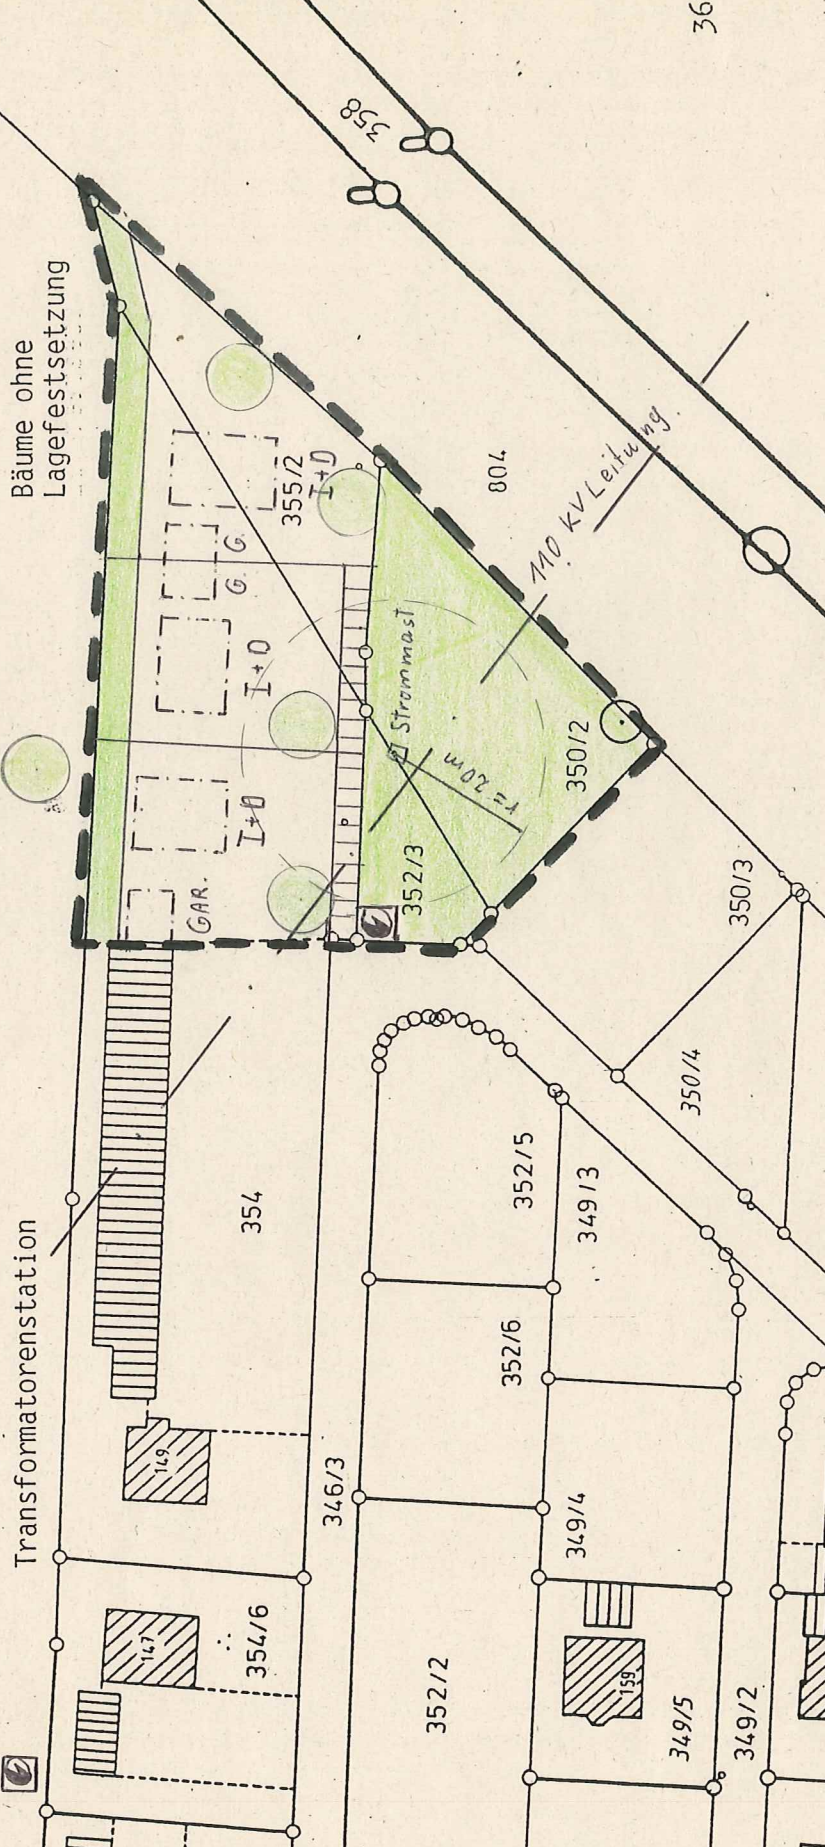 36
358
Bäume ohne
Lagefestsetzung
804
110 KV Leitung.
355/2
I+D
G.
G.
I+D
Strommast
r=20m
350/2
I+D
GAR.
352/3
350/3
350/4
352/5
349/3
354
Transformatorenstation
352/6
149
346/3
349/4
147
354/6
352/2
159
349/5
349/2